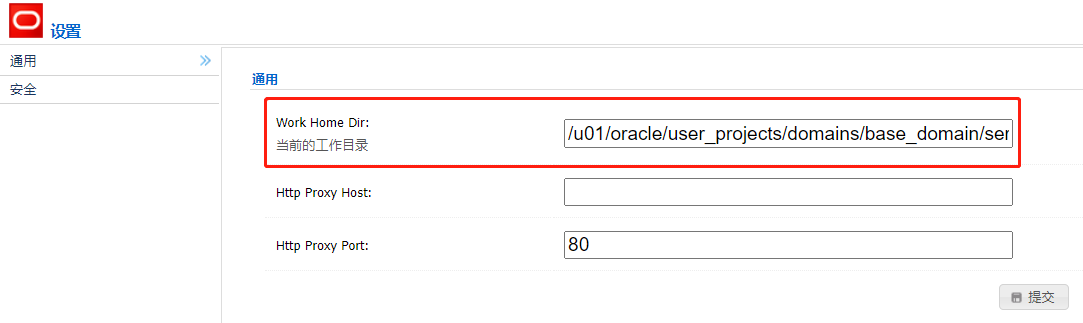 设置
通用
安全
通用
Work Home Dir:
当前的工作目录
/u01/oracle/user_projects/domains/base_domain/ser
Http Proxy Host:
Http Proxy Port:
80
提交